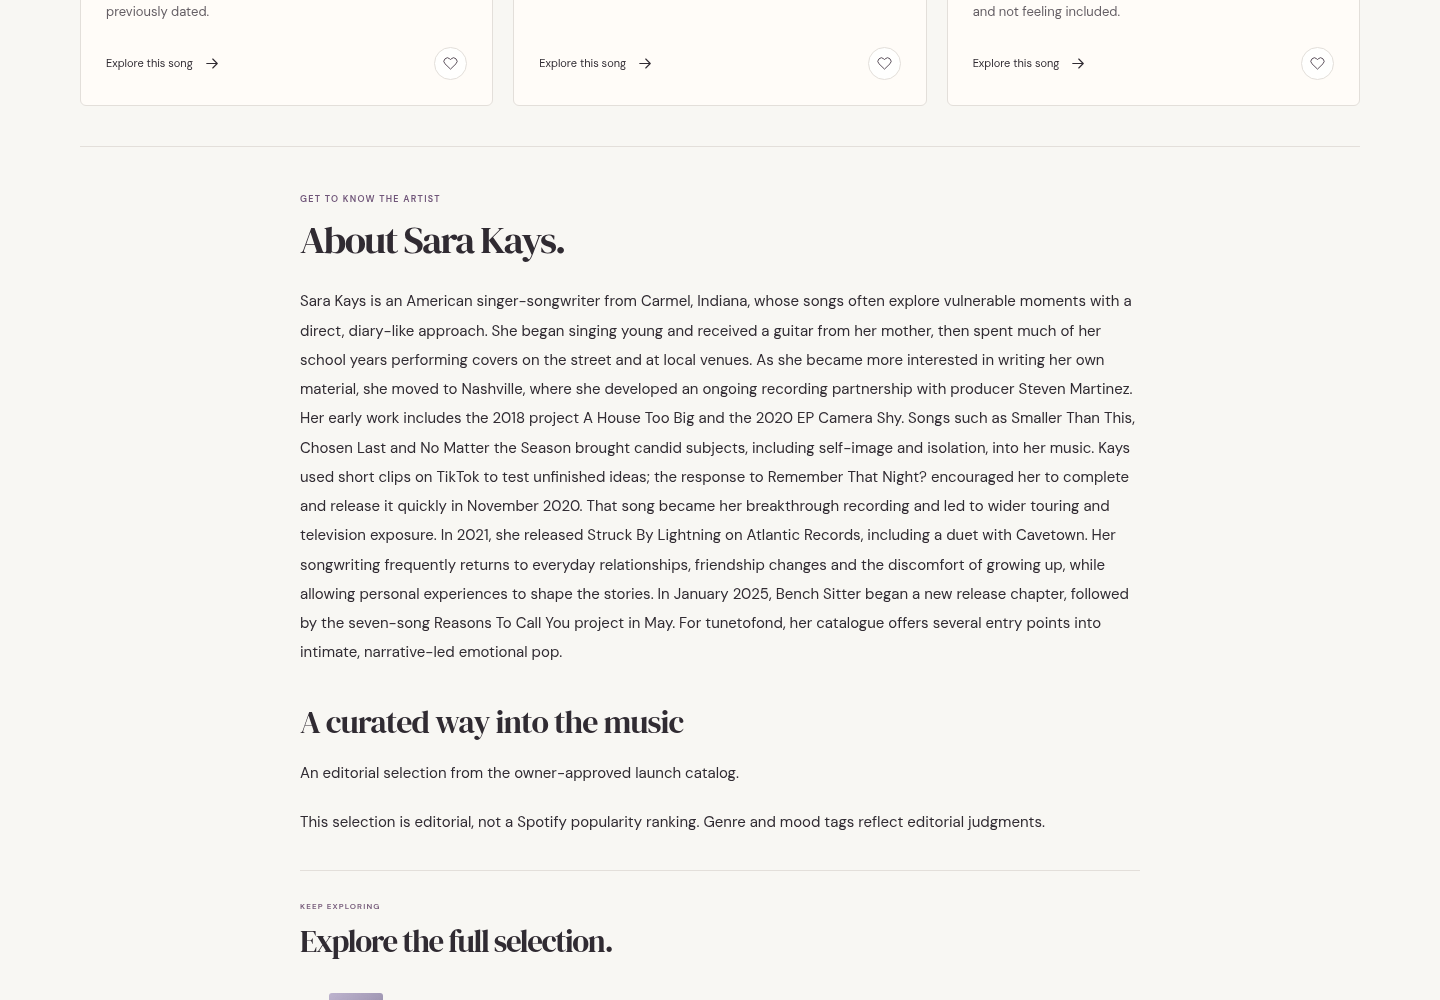 previously dated.
and not feeling included.
Explore this song
Explore this song
Explore this song
GET TO KNOW THE ARTIST
About Sara Kays.
Sara Kays is an American singer-songwriter from Carmel, Indiana, whose songs often explore vulnerable moments with a
direct, diary-like approach. She began singing young and received a guitar from her mother, then spent much of her
school years performing covers on the street and at local venues. As she became more interested in writing her own
material, she moved to Nashville, where she developed an ongoing recording partnership with producer Steven Martinez.
Her early work includes the 2018 project A House Too Big and the 2020 EP Camera Shy. Songs such as Smaller Than This,
Chosen Last and No Matter the Season brought candid subjects, including self-image and isolation, into her music. Kays
used short clips on TikTok to test unfinished ideas; the response to Remember That Night? encouraged her to complete
and release it quickly in November 2020. That song became her breakthrough recording and led to wider touring and
television exposure. In 2021, she released Struck By Lightning on Atlantic Records, including a duet with Cavetown. Her
songwriting frequently returns to everyday relationships, friendship changes and the discomfort of growing up, while
allowing personal experiences to shape the stories. In January 2025, Bench Sitter began a new release chapter, followed
by the seven-song Reasons To Call You project in May. For tunetofond, her catalogue offers several entry points into
intimate, narrative-led emotional pop.
A curated way into the music
An editorial selection from the owner-approved launch catalog.
This selection is editorial, not a Spotify popularity ranking. Genre and mood tags reflect editorial judgments.
KEEP EXPLORING
Explore the full selection.